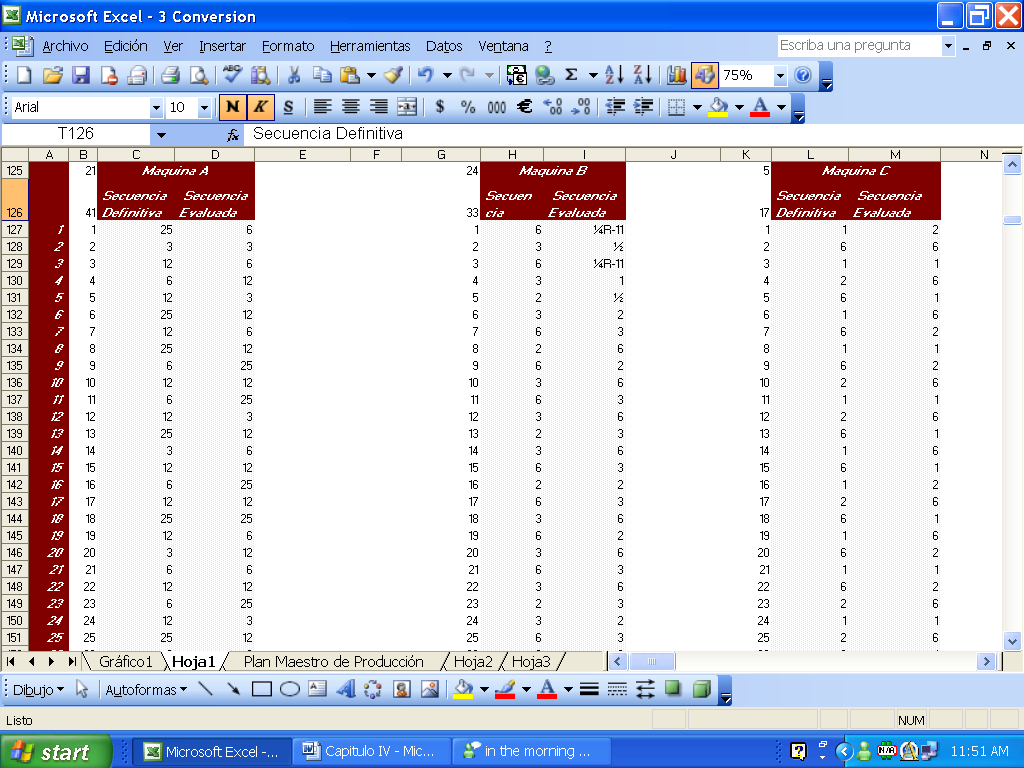 Microsoft Excel - 3 Conversion
Archivo Edición Ver Insertar Formato Herramientas Datos Ventana ? Escriba una pregunta
ABC Σ A Z Z A 75% ?
Arial 10 N K S $ % 000 € A
T126 fx Secuencia Definitiva
A B C D E F G H I J K L M N
125 21 Maquina A 24 Maquina B 5 Maquina C
Secuencia Secuencia Secuen Secuencia Secuencia Secuencia
126 41 Definitiva Evaluada 33 cia Evaluada 17 Definitiva Evaluada
127 1 1 25 6 1 6 ¼R-11 1 1 2
128 2 2 3 3 2 3 ½ 2 6 6
129 3 3 12 6 3 6 ¼R-11 3 1 1
130 4 4 6 12 4 3 1 4 2 6
131 5 5 12 3 5 2 ½ 5 6 1
132 6 6 25 12 6 3 2 6 1 6
133 7 7 12 6 7 6 3 7 6 2
134 8 8 25 12 8 2 6 8 1 1
135 9 9 6 25 9 6 2 9 6 2
136 10 10 12 12 10 3 6 10 2 6
137 11 11 6 25 11 6 3 11 1 1
138 12 12 12 3 12 3 6 12 2 6
139 13 13 25 12 13 2 3 13 6 1
140 14 14 3 6 14 3 6 14 1 6
141 15 15 12 12 15 6 3 15 6 1
142 16 16 6 25 16 2 2 16 1 2
143 17 17 12 12 17 6 3 17 2 6
144 18 18 25 25 18 3 6 18 6 1
145 19 19 12 6 19 6 2 19 1 6
146 20 20 3 12 20 3 6 20 6 2
147 21 21 6 6 21 6 3 21 1 1
148 22 22 12 12 22 3 6 22 6 2
149 23 23 6 25 23 2 3 23 2 6
150 24 24 12 3 24 3 2 24 1 1
151 25 25 25 12 25 6 3 25 2 6
Gráfico1 Hoja1 Plan Maestro de Producción Hoja2 Hoja3
Dibujo Autoformas A A
Listo NUM
start Microsoft Excel -... Capitulo IV - Mic... in the morning ... ? N/A 11:51 AM